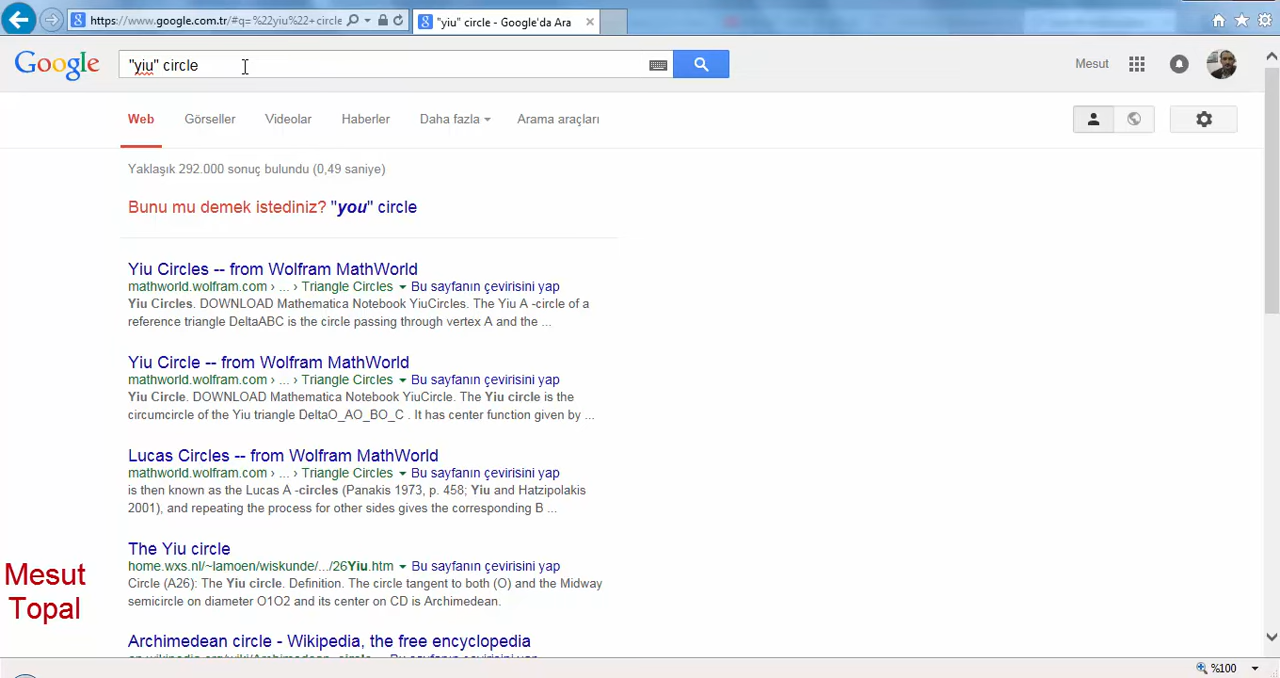 https://www.google.com.tr/#q=%22yiu%22+circle
"yiu" circle - Google'da Ara
Google
"yiu" circle
Mesut
Web Görseller Videolar Haberler Daha fazla Arama araçları
Yaklaşık 292.000 sonuç bulundu (0,49 saniye)
Bunu mu demek istediniz? "you" circle
Yiu Circles -- from Wolfram MathWorld
mathworld.wolfram.com › ... › Triangle Circles Bu sayfanın çevirisini yap
Yiu Circles. DOWNLOAD Mathematica Notebook YiuCircles. The Yiu A -circle of a
reference triangle DeltaABC is the circle passing through vertex A and the ...
Yiu Circle -- from Wolfram MathWorld
mathworld.wolfram.com › ... › Triangle Circles Bu sayfanın çevirisini yap
Yiu Circle. DOWNLOAD Mathematica Notebook YiuCircle. The Yiu circle is the
circumcircle of the Yiu triangle DeltaO_AO_BO_C . It has center function given by ...
Lucas Circles -- from Wolfram MathWorld
mathworld.wolfram.com › ... › Triangle Circles Bu sayfanın çevirisini yap
is then known as the Lucas A -circles (Panakis 1973, p. 458; Yiu and Hatzipolakis
2001), and repeating the process for other sides gives the corresponding B ...
The Yiu circle
home.wxs.nl/~lamoen/wiskunde/.../26Yiu.htm Bu sayfanın çevirisini yap
Circle (A26): The Yiu circle. Definition. The circle tangent to both (O) and the Midway
semicircle on diameter O1O2 and its center on CD is Archimedean.
Mesut
Topal
Archimedean circle - Wikipedia, the free encyclopedia
en.wikipedia.org/wiki/Archimedean_circle Bu sayfanın çevirisini yap
%100